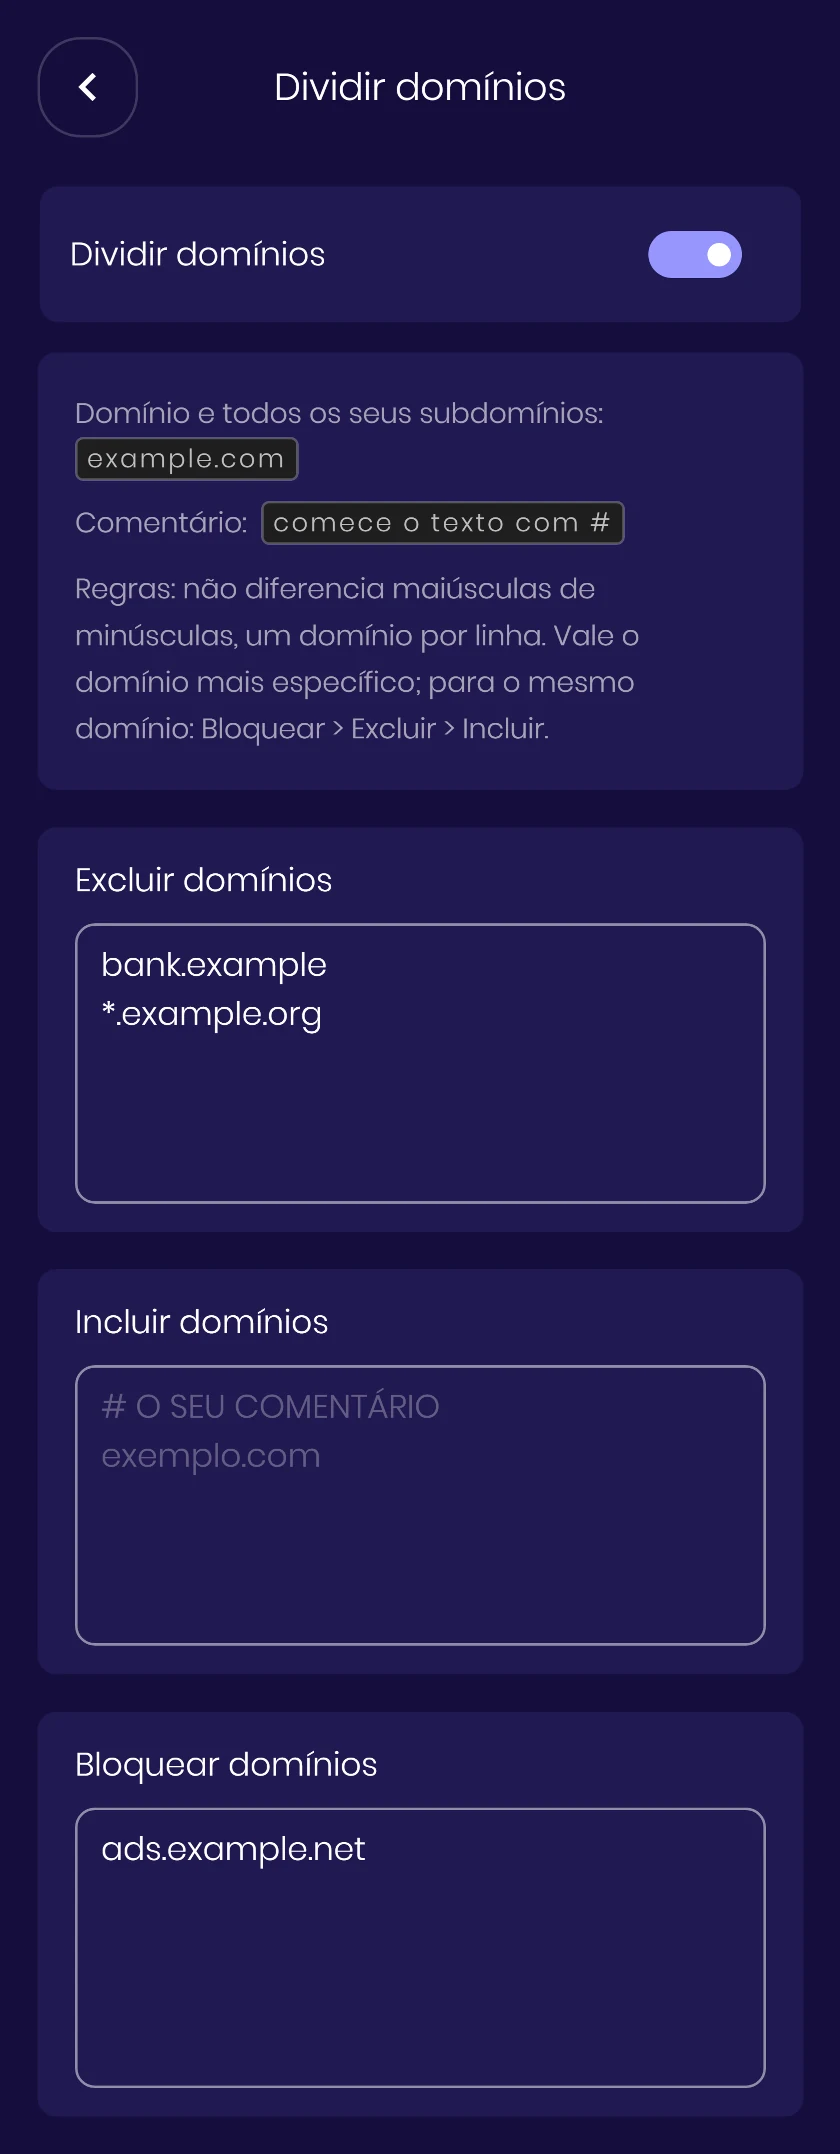 Dividir domínios
Dividir domínios
Domínio e todos os seus subdomínios:
example.com
Comentário: comece o texto com #
Regras: não diferencia maiúsculas de
minúsculas, um domínio por linha. Vale o
domínio mais específico; para o mesmo
domínio: Bloquear > Excluir > Incluir.
Excluir domínios
bank.example
*.example.org
Incluir domínios
# O SEU COMENTÁRIO
exemplo.com
Bloquear domínios
ads.example.net